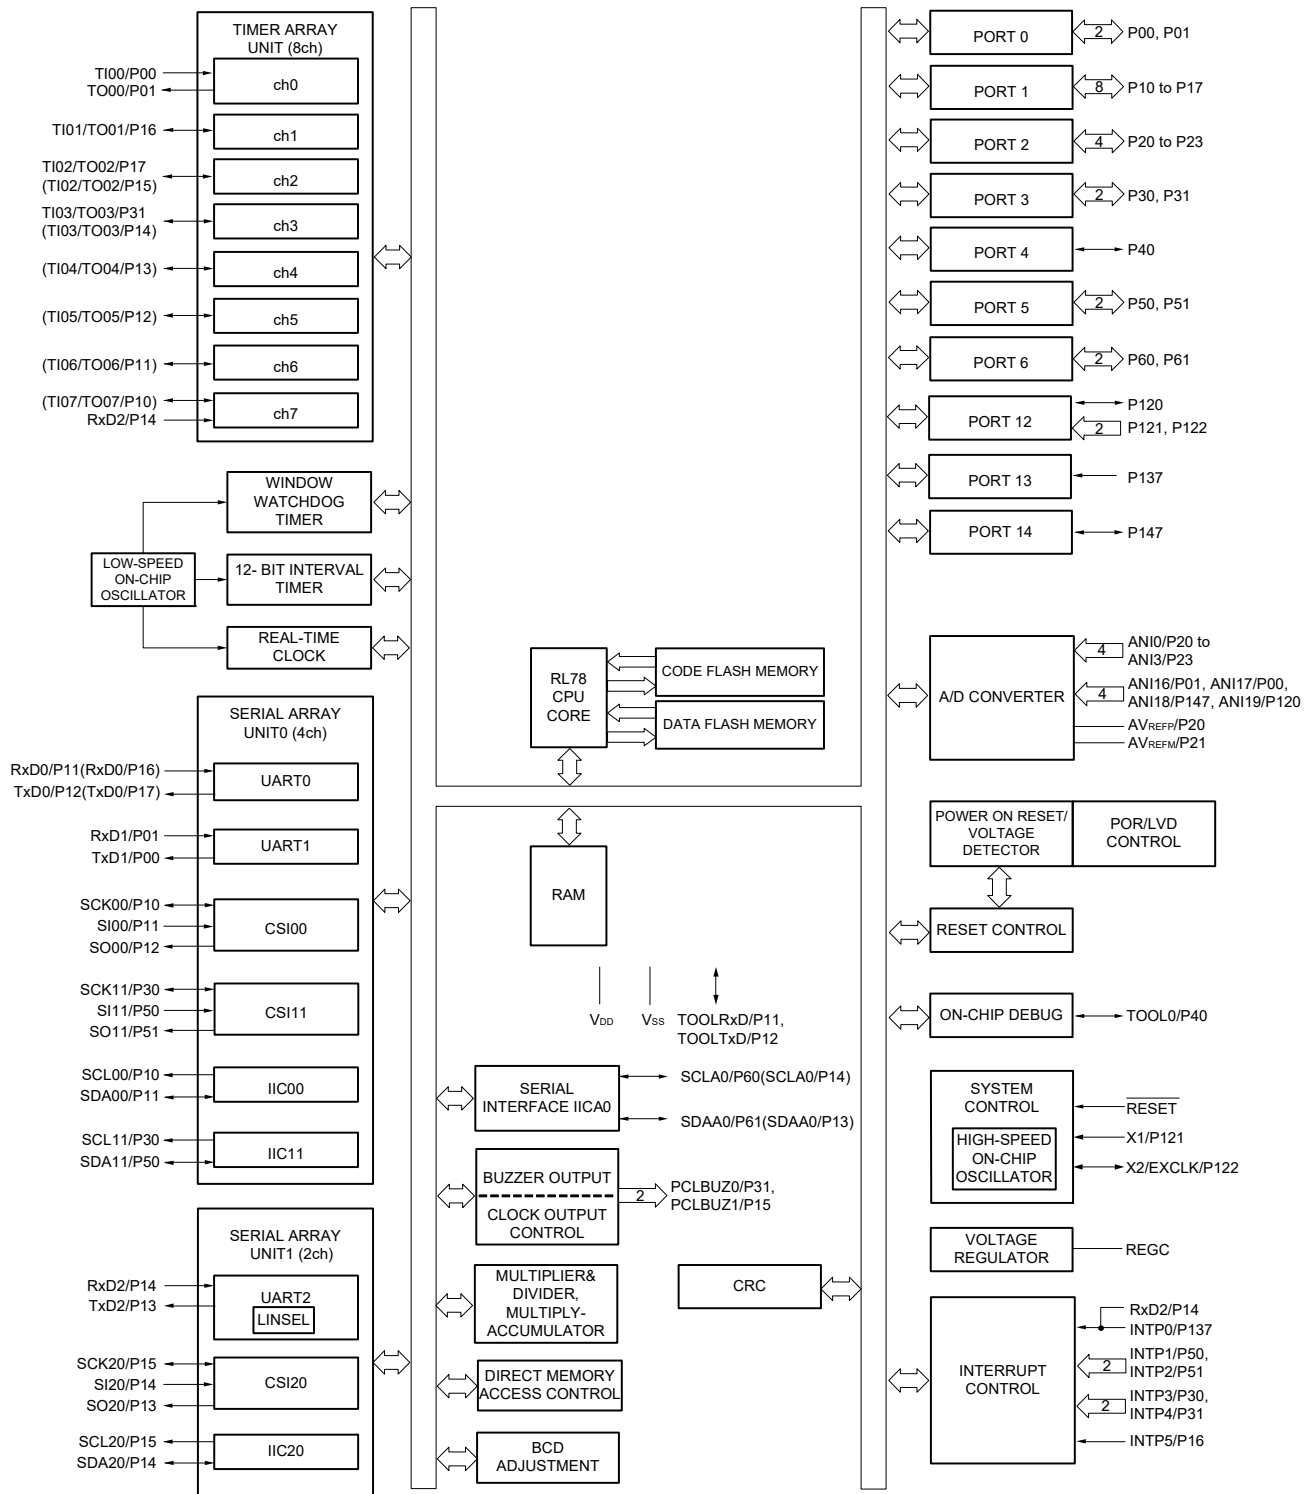 TIMER ARRAY
UNIT (8ch)
TI00/P00
TO00/P01
ch0
TI01/TO01/P16
ch1
TI02/TO02/P17
(TI02/TO02/P15)
ch2
TI03/TO03/P31
(TI03/TO03/P14)
ch3
(TI04/TO04/P13)
ch4
(TI05/TO05/P12)
ch5
(TI06/TO06/P11)
ch6
(TI07/TO07/P10)
RxD2/P14
ch7
WINDOW
WATCHDOG
TIMER
LOW-SPEED
ON-CHIP
OSCILLATOR
12- BIT INTERVAL
TIMER
REAL-TIME
CLOCK
SERIAL ARRAY
UNIT0 (4ch)
RxD0/P11(RxD0/P16)
TxD0/P12(TxD0/P17)
UART0
RxD1/P01
TxD1/P00
UART1
SCK00/P10
SI00/P11
SO00/P12
CSI00
SCK11/P30
SI11/P50
SO11/P51
CSI11
SCL00/P10
SDA00/P11
IIC00
SCL11/P30
SDA11/P50
IIC11
SERIAL ARRAY
UNIT1 (2ch)
RxD2/P14
TxD2/P13
UART2
LINSEL
SCK20/P15
SI20/P14
SO20/P13
CSI20
SCL20/P15
SDA20/P14
IIC20
RL78
CPU
CORE
CODE FLASH MEMORY
DATA FLASH MEMORY
RAM
VDD
VSS
TOOLRxD/P11,
TOOLTxD/P12
SERIAL
INTERFACE IICA0
SCLA0/P60(SCLA0/P14)
SDAA0/P61(SDAA0/P13)
BUZZER OUTPUT
CLOCK OUTPUT
CONTROL
2
PCLBUZ0/P31,
PCLBUZ1/P15
MULTIPLIER&
DIVIDER,
MULTIPLY-
ACCUMULATOR
CRC
DIRECT MEMORY
ACCESS CONTROL
BCD
ADJUSTMENT
PORT 0
2
P00, P01
PORT 1
8
P10 to P17
PORT 2
4
P20 to P23
PORT 3
2
P30, P31
PORT 4
P40
PORT 5
2
P50, P51
PORT 6
2
P60, P61
PORT 12
P120
2
P121, P122
PORT 13
P137
PORT 14
P147
A/D CONVERTER
4
ANI0/P20 to
ANI3/P23
4
ANI16/P01, ANI17/P00,
ANI18/P147, ANI19/P120
AVREFP/P20
AVREFM/P21
POWER ON RESET/
VOLTAGE
DETECTOR
POR/LVD
CONTROL
RESET CONTROL
ON-CHIP DEBUG
TOOL0/P40
SYSTEM
CONTROL
HIGH-SPEED
ON-CHIP
OSCILLATOR
RESET
X1/P121
X2/EXCLK/P122
VOLTAGE
REGULATOR
REGC
INTERRUPT
CONTROL
RxD2/P14
INTP0/P137
2
INTP1/P50,
INTP2/P51
2
INTP3/P30,
INTP4/P31
INTP5/P16